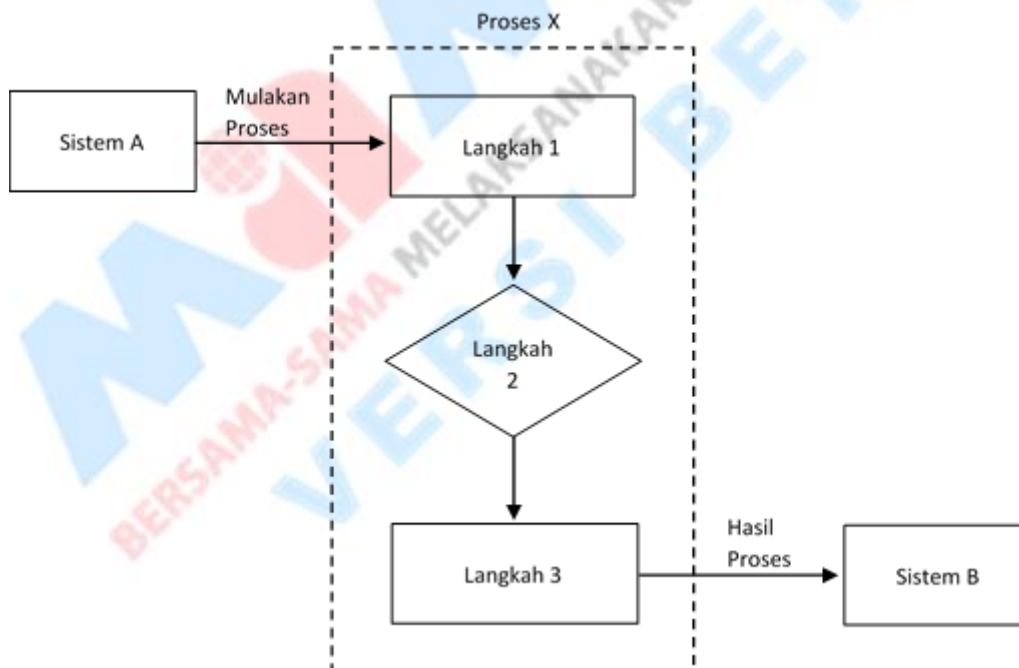 Proses X
Mulakan
Proses
Sistem A
Langkah 1
Langkah
2
Langkah 3
Hasil
Proses
Sistem B
BERSAMA-SAMA MELAKSANAKAN
VERSI BE